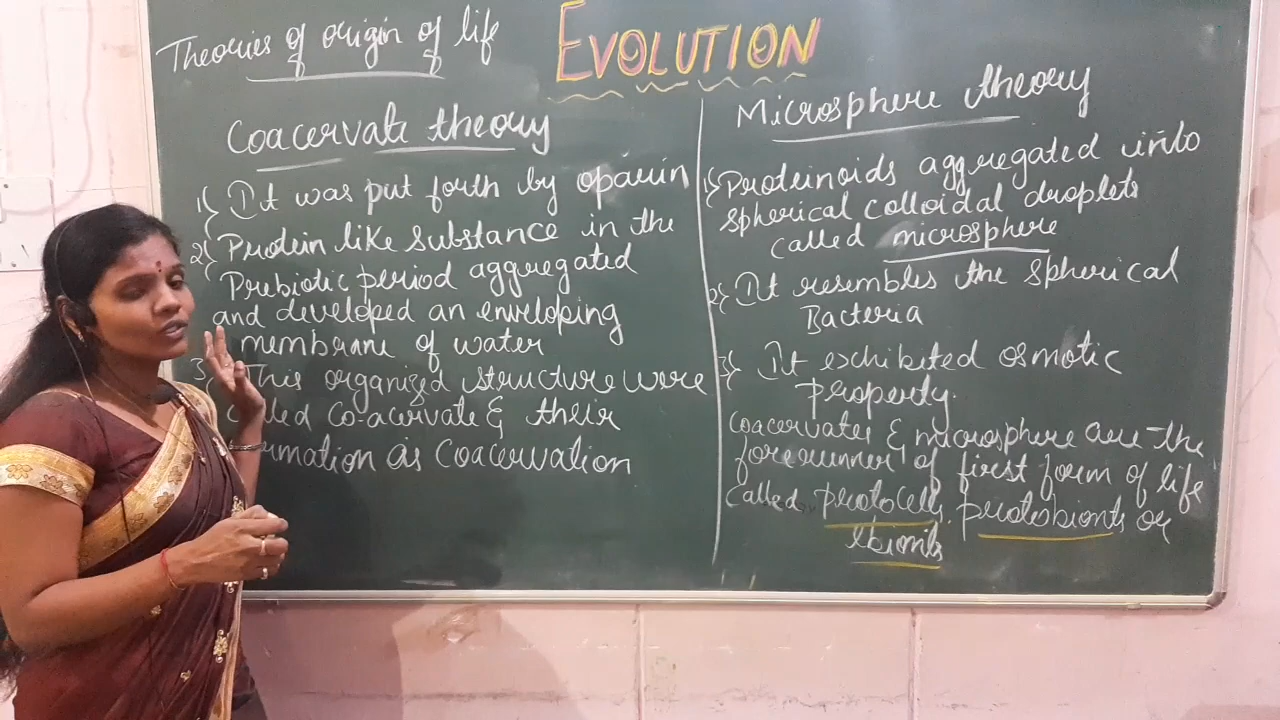 Theories of origin of life
EVOLUTION
Coacervate theory
1} It was put forth by oparin
2} Protein like substance in the
Prebiotic period aggregated
and developed an enveloping
membrane of water
3 This organized structure were
called Co-acervate & their
rmation as Coacervation
Microsphere theory
1} Proteinoids aggregated into
spherical colloidal droplets
called microsphere
2} It resembles the spherical
Bacteria
3} It exhibited osmotic
property.
Coacervates & microsphere are the
forerunner of first form of life
called protocells, protobionts or